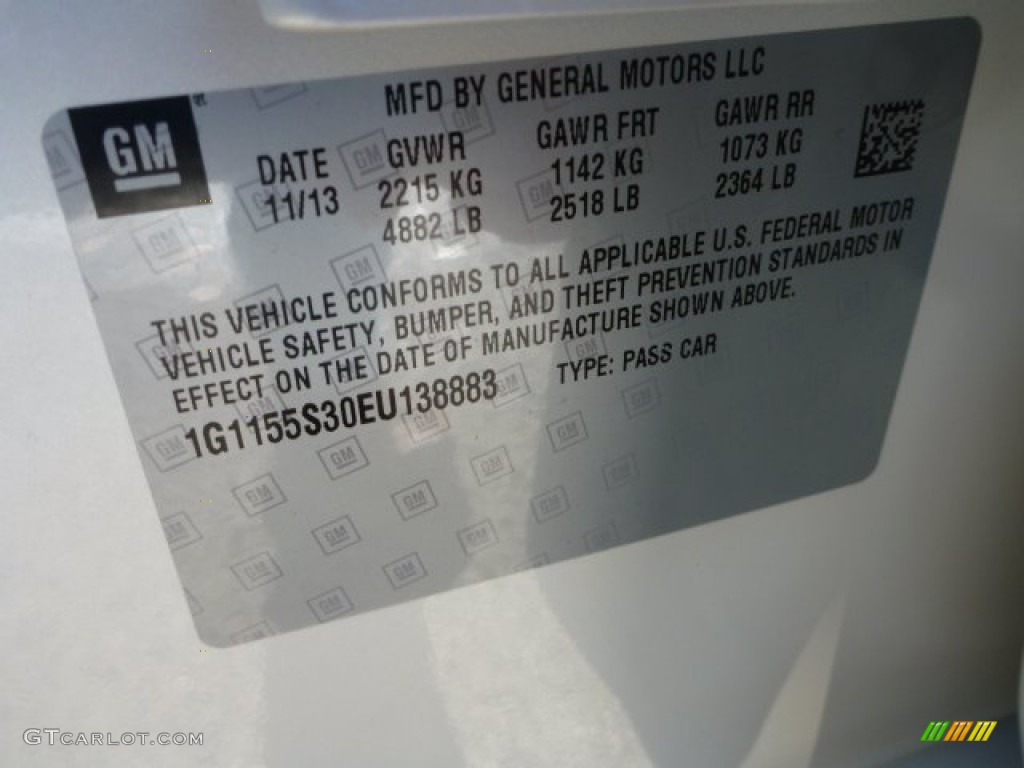 GM
MFD BY GENERAL MOTORS LLC
DATE GVWR GAWR FRT GAWR RR
11/13 2215 KG 1142 KG 1073 KG
4882 LB 2518 LB 2364 LB
THIS VEHICLE CONFORMS TO ALL APPLICABLE U.S. FEDERAL MOTOR
VEHICLE SAFETY, BUMPER, AND THEFT PREVENTION STANDARDS IN
EFFECT ON THE DATE OF MANUFACTURE SHOWN ABOVE.
1G1155S30EU138883 TYPE: PASS CAR
GTCARLOT.COM